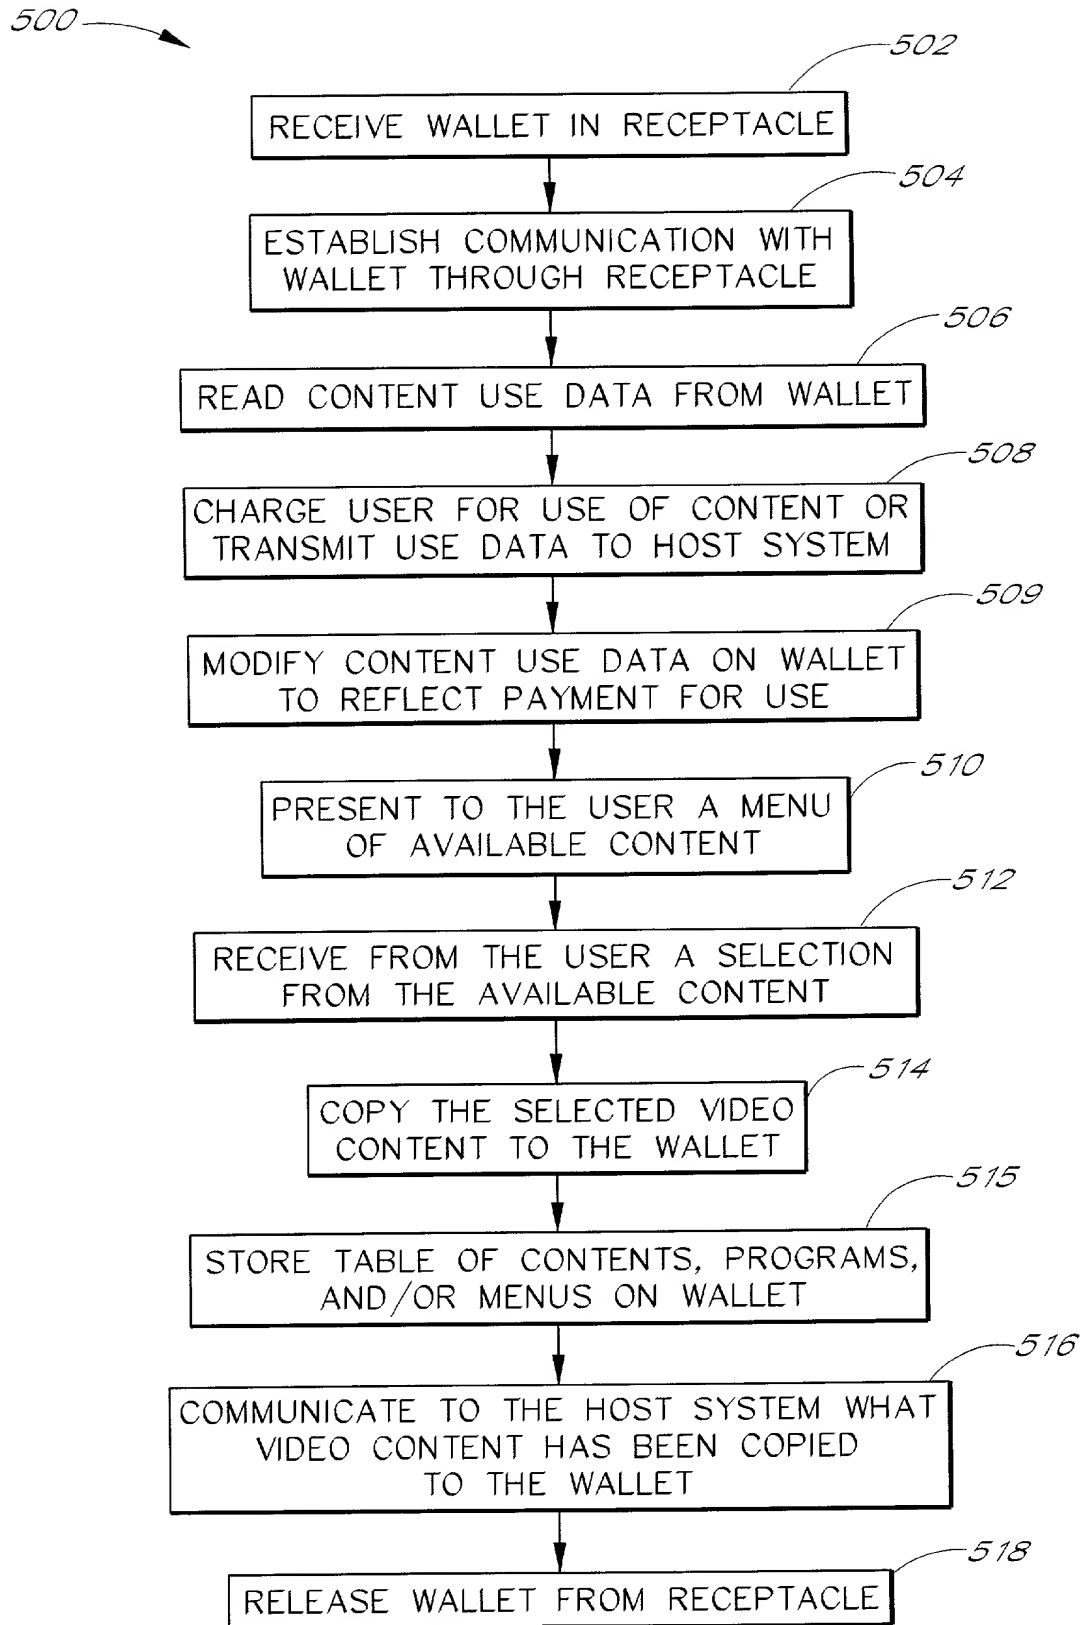 500
502
RECEIVE WALLET IN RECEPTACLE
504
ESTABLISH COMMUNICATION WITH
WALLET THROUGH RECEPTACLE
506
READ CONTENT USE DATA FROM WALLET
508
CHARGE USER FOR USE OF CONTENT OR
TRANSMIT USE DATA TO HOST SYSTEM
509
MODIFY CONTENT USE DATA ON WALLET
TO REFLECT PAYMENT FOR USE
510
PRESENT TO THE USER A MENU
OF AVAILABLE CONTENT
512
RECEIVE FROM THE USER A SELECTION
FROM THE AVAILABLE CONTENT
514
COPY THE SELECTED VIDEO
CONTENT TO THE WALLET
515
STORE TABLE OF CONTENTS, PROGRAMS,
AND/OR MENUS ON WALLET
516
COMMUNICATE TO THE HOST SYSTEM WHAT
VIDEO CONTENT HAS BEEN COPIED
TO THE WALLET
518
RELEASE WALLET FROM RECEPTACLE